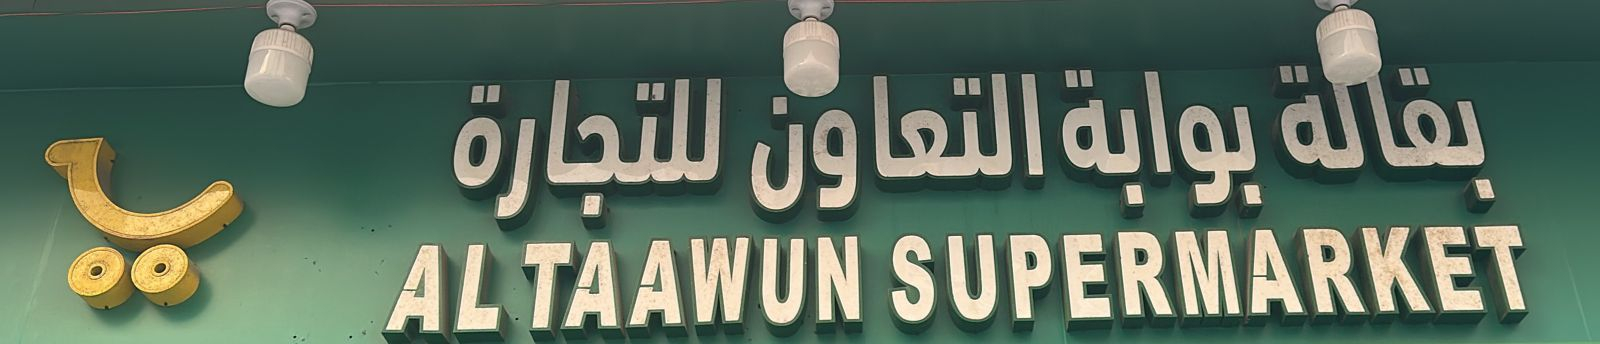 بقالة بوابة التعاون للتجارة
AL TAAWUN SUPERMARKET